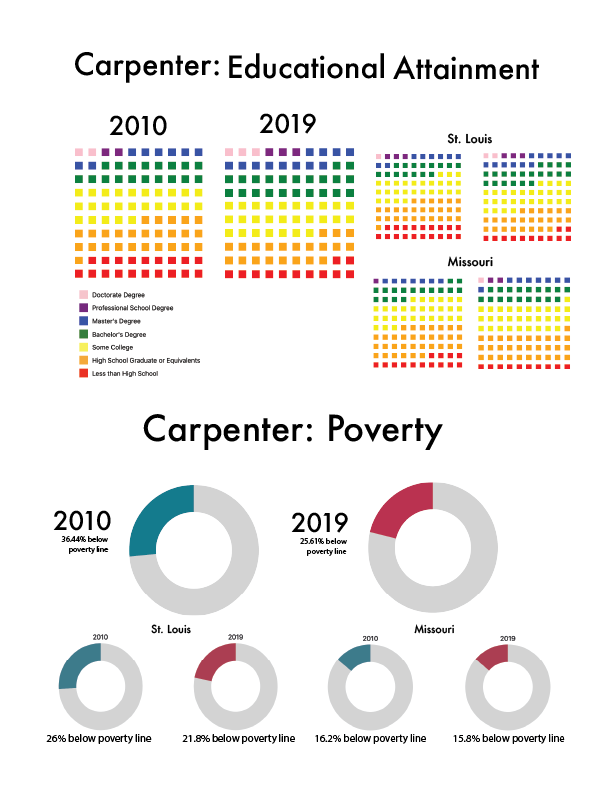 Carpenter: Educational Attainment
2010
2019
St. Louis
Missouri
Doctorate Degree
Professional School Degree
Master's Degree
Bachelor's Degree
Some College
High School Graduate or Equivalents
Less than High School
Carpenter: Poverty
2010
36.44% below
poverty line
2019
25.61% below
poverty line
St. Louis
Missouri
2010
2019
2010
2019
26% below poverty line
21.8% below poverty line
16.2% below poverty line
15.8% below poverty line